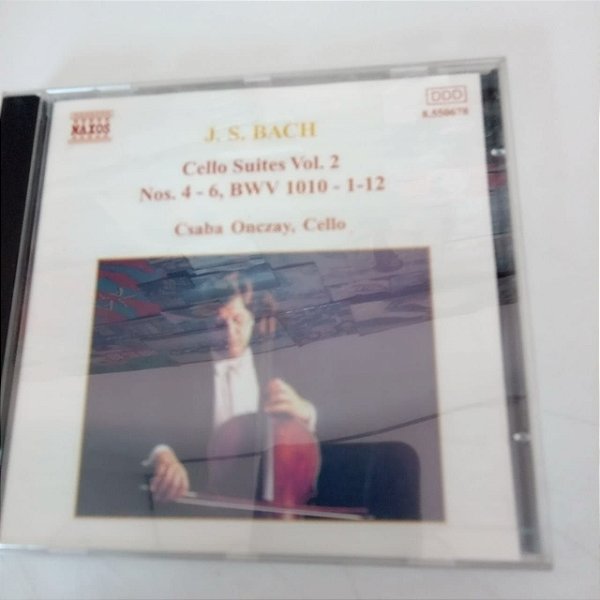 NAXOS
DDD
8.550678
J. S. BACH
Cello Suites Vol. 2
Nos. 4 - 6, BWV 1010 - 1-12
Csaba Onczay, Cello